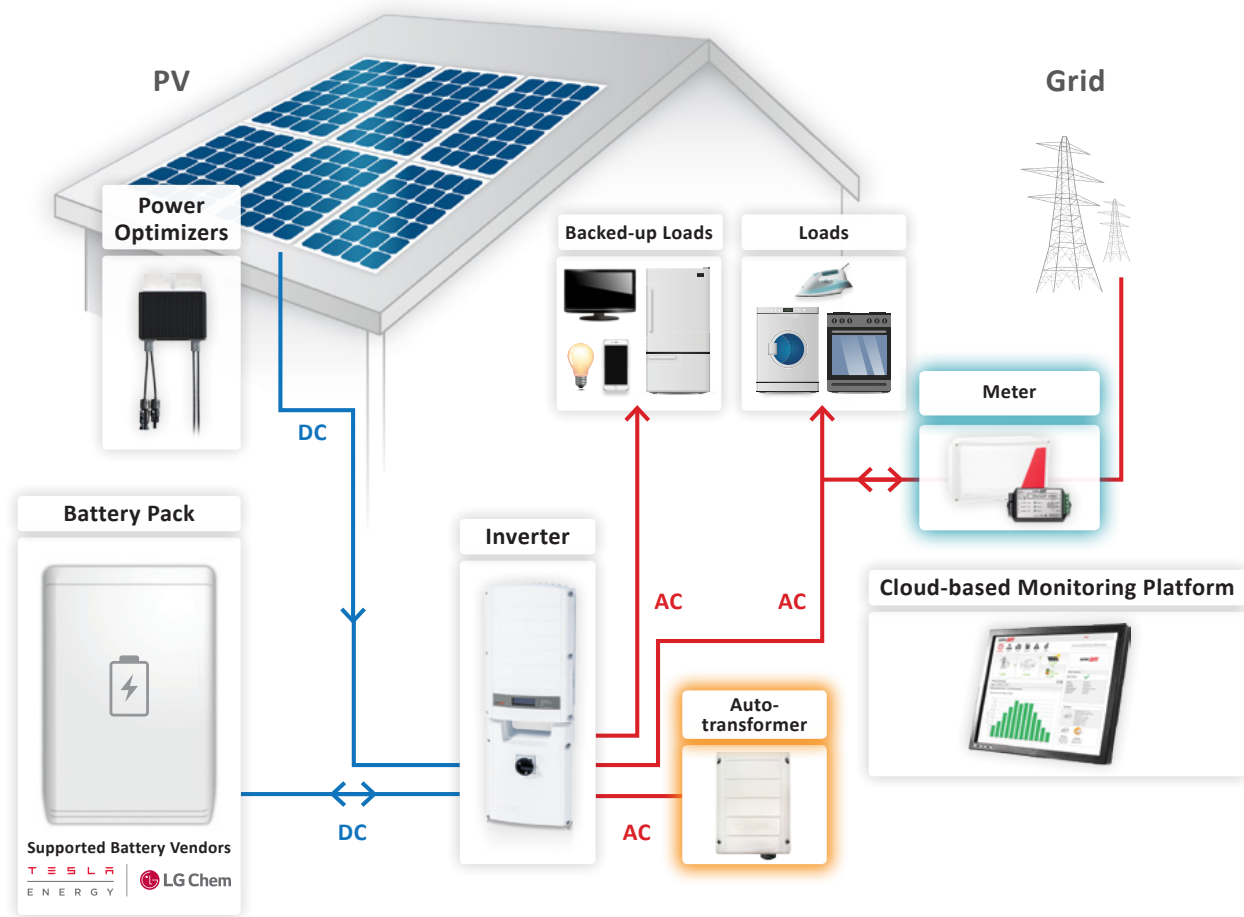 PV
Grid
Power
Optimizers
Backed-up Loads
Loads
Meter
DC
Battery Pack
Inverter
AC
AC
Cloud-based Monitoring Platform
Auto-
transformer
DC
AC
Supported Battery Vendors
TESLA
ENERGY
LG Chem